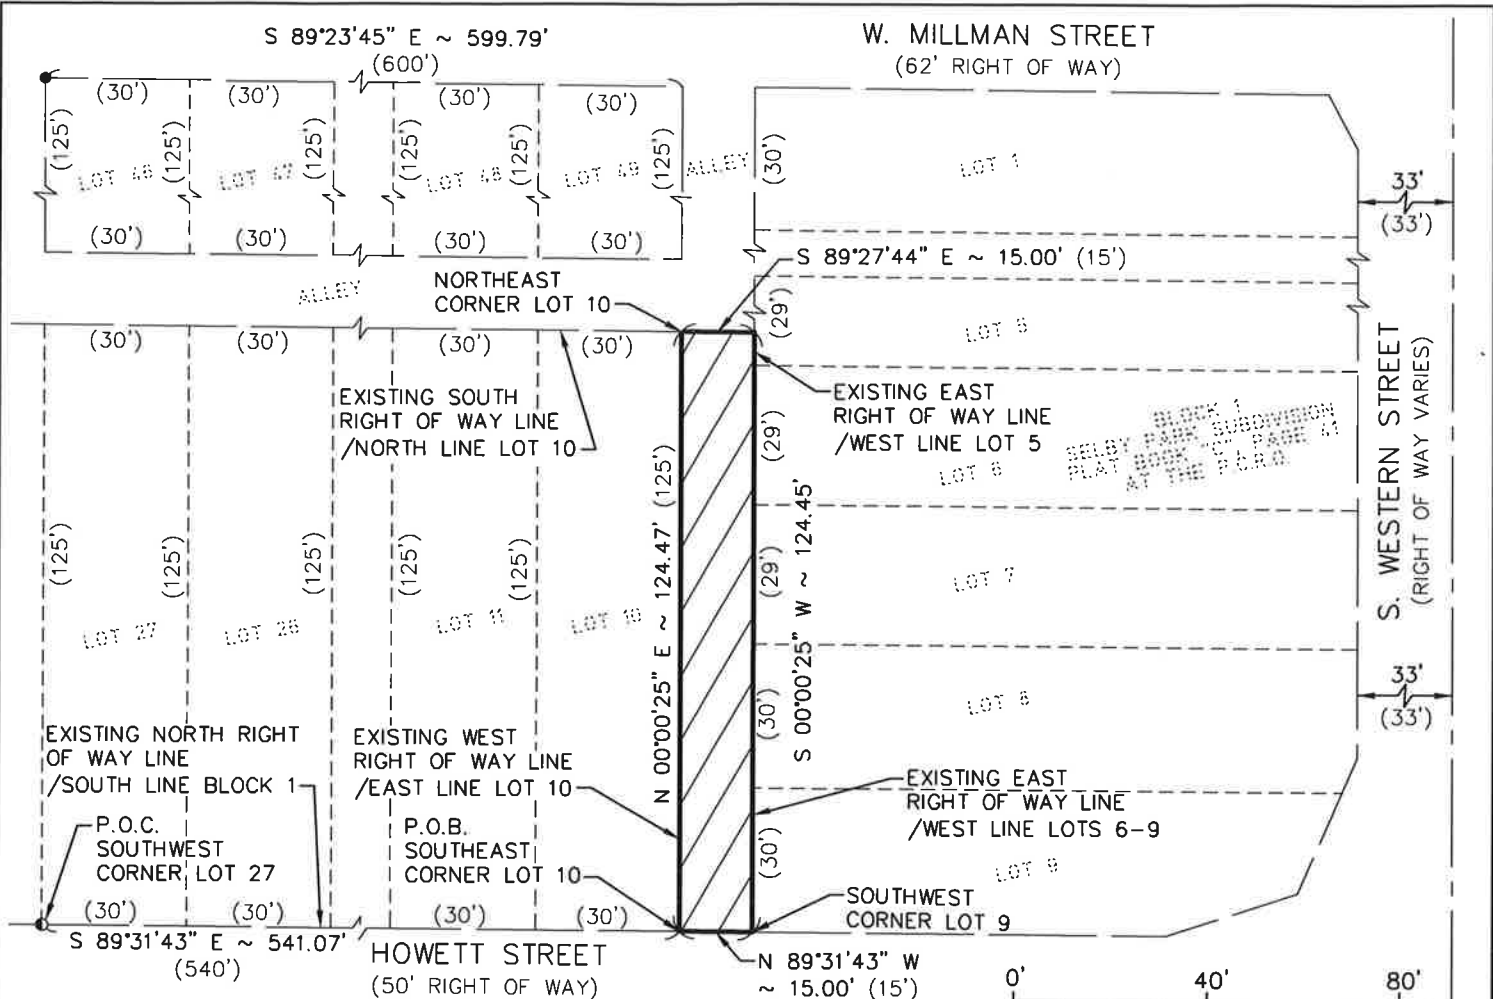 S 89°23'45" E ~ 599.79'
(600')
W. MILLMAN STREET
(62' RIGHT OF WAY)
(30')
(30')
(30')
(30')
(125')
(125')
(125')
(125')
(125')
(125')
LOT 46
LOT 47
LOT 48
LOT 49
ALLEY
(30')
LOT 1
33'
(33')
(30')
(30')
(30')
(30')
S 89°27'44" E ~ 15.00' (15')
ALLEY
NORTHEAST
CORNER LOT 10
(29')
LOT 5
(30')
(30')
(30')
(30')
EXISTING SOUTH
RIGHT OF WAY LINE
/NORTH LINE LOT 10
EXISTING EAST
RIGHT OF WAY LINE
/WEST LINE LOT 5
(29')
LOT 6
BLOCK 1
SELBY PARK SUBDIVISION
AT THE P.C.R.O.
S. WESTERN STREET
(RIGHT OF WAY VARIES)
(125')
(125')
(125')
(125')
(125')
N 00°00'25" E ~ 124.47' (125')
S 00°00'25" W ~ 124.45'
(29')
LOT 7
LOT 27
LOT 26
LOT 11
LOT 10
(30')
LOT 8
33'
(33')
EXISTING NORTH RIGHT
OF WAY LINE
/SOUTH LINE BLOCK 1
EXISTING WEST
RIGHT OF WAY LINE
/EAST LINE LOT 10
EXISTING EAST
RIGHT OF WAY LINE
/WEST LINE LOTS 6-9
P.O.C.
SOUTHWEST
CORNER LOT 27
P.O.B.
SOUTHEAST
CORNER LOT 10
(30')
LOT 9
SOUTHWEST
CORNER LOT 9
(30')
(30')
(30')
(30')
S 89°31'43" E ~ 541.07'
(540')
HOWETT STREET
(50' RIGHT OF WAY)
N 89°31'43" W
~ 15.00' (15')
0'
40'
80'